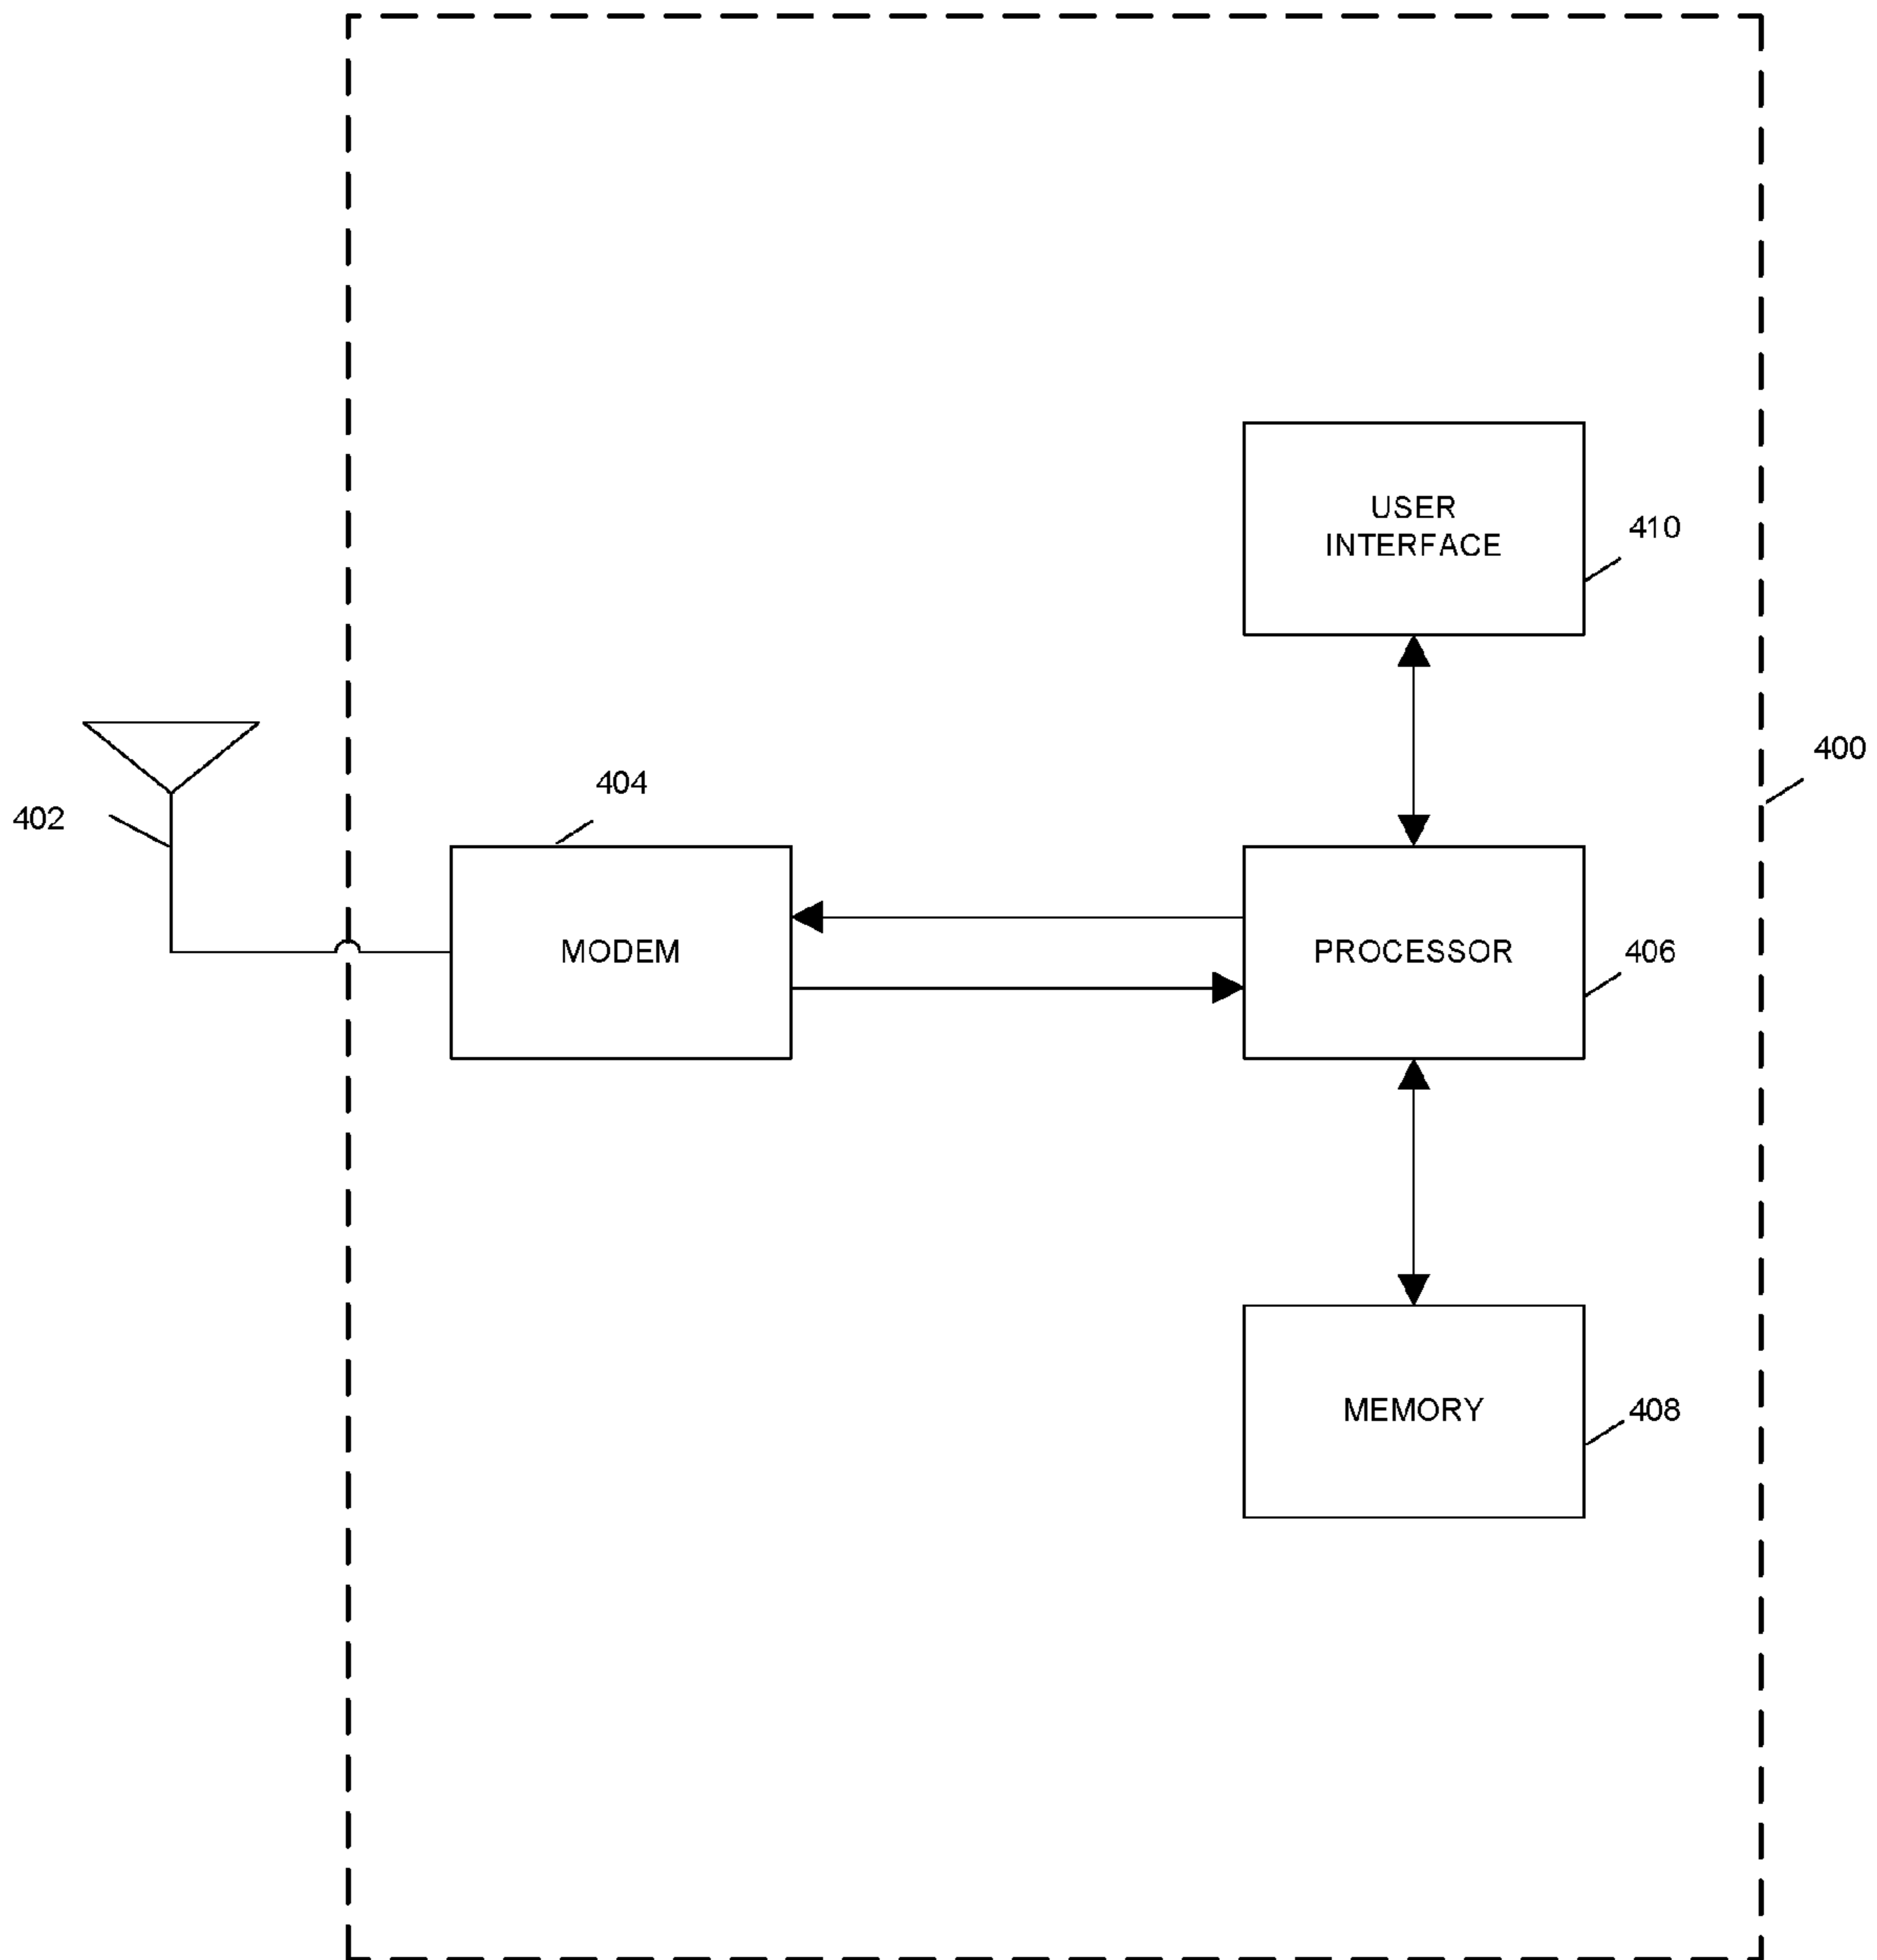 USER
INTERFACE
410
400
404
402
MODEM
PROCESSOR
406
MEMORY
408